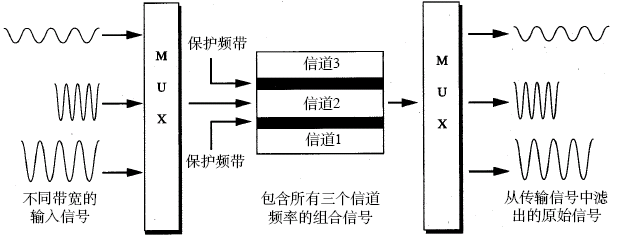 MUX
保护频带
保护频带
信道3
信道2
信道1
MUX
不同带宽的
输入信号
包含所有三个信道
频率的组合信号
从传输信号中滤
出的原始信号